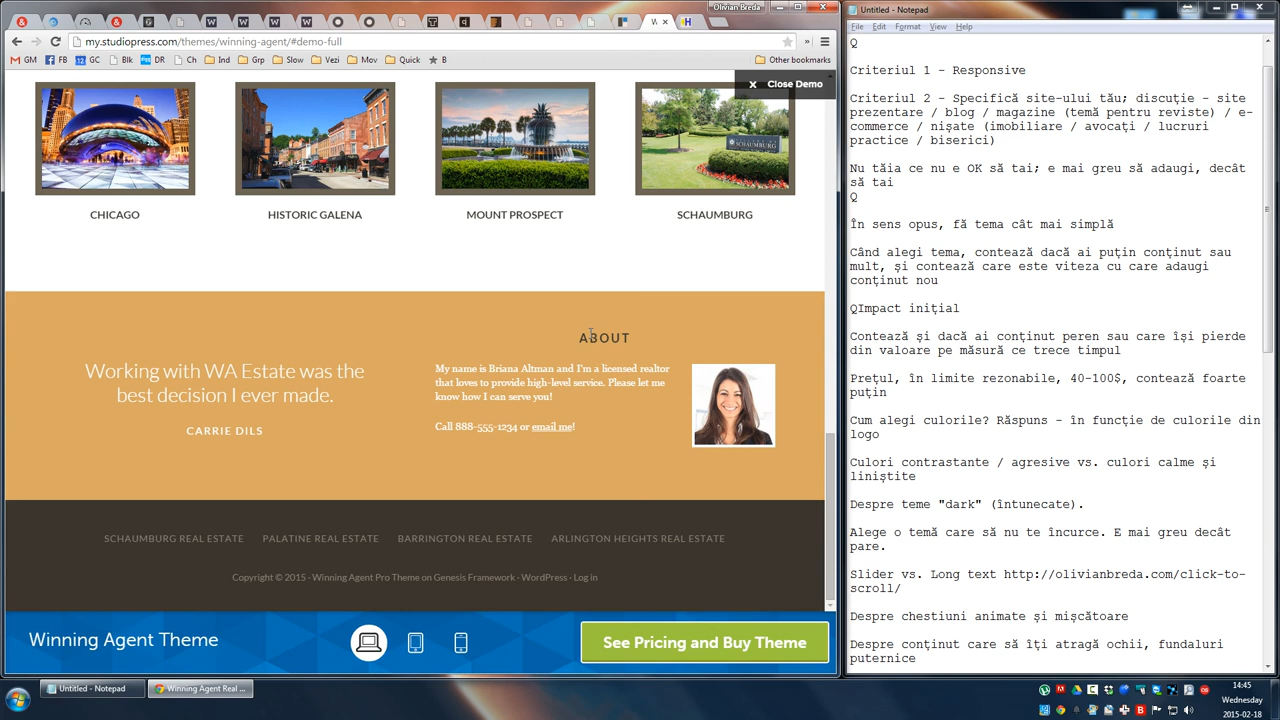 Olivian Breda
my.studiopress.com/themes/winning-agent/#demo-full
GM FB GC Blk DR Ch Ind Grp Slow Vezi Mov Quick B Other bookmarks
x Close Demo
SCHAUMBURG
CHICAGO HISTORIC GALENA MOUNT PROSPECT SCHAUMBURG
ABOUT
Working with WA Estate was the
best decision I ever made.
CARRIE DILS
My name is Briana Altman and I'm a licensed realtor
that loves to provide high-level service. Please let me
know how I can serve you!
Call 888-555-1234 or email me!
SCHAUMBURG REAL ESTATE PALATINE REAL ESTATE BARRINGTON REAL ESTATE ARLINGTON HEIGHTS REAL ESTATE
Copyright © 2015 · Winning Agent Pro Theme on Genesis Framework · WordPress · Log in
Winning Agent Theme
See Pricing and Buy Theme
Untitled - Notepad
File Edit Format View Help
Q
Criteriul 1 - Responsive
Criteriul 2 - Specifică site-ului tău; discuție - site
prezentare / blog / magazine (temă pentru reviste) / e-
commerce / nișate (imobiliare / avocați / lucruri
practice / biserici)
Nu tăia ce nu e OK să tai; e mai greu să adaugi, decât
să tai
Q
În sens opus, fă tema cât mai simplă
Când alegi tema, contează dacă ai puțin conținut sau
mult, și contează care este viteza cu care adaugi
conținut nou
QImpact inițial
Contează și dacă ai conținut peren sau care își pierde
din valoare pe măsură ce trece timpul
Prețul, în limite rezonabile, 40-100$, contează foarte
puțin
Cum alegi culorile? Răspuns - în funcție de culorile din
logo
Culori contrastante / agresive vs. culori calme și
liniștite
Despre teme "dark" (întunecate).
Alege o temă care să nu te încurce. E mai greu decât
pare.
Slider vs. Long text http://olivianbreda.com/click-to-
scroll/
Despre chestiuni animate și mișcătoare
Despre conținut care să îți atragă ochii, fundaluri
puternice
Untitled - Notepad
Winning Agent Real ...
14:45
Wednesday
2015-02-18